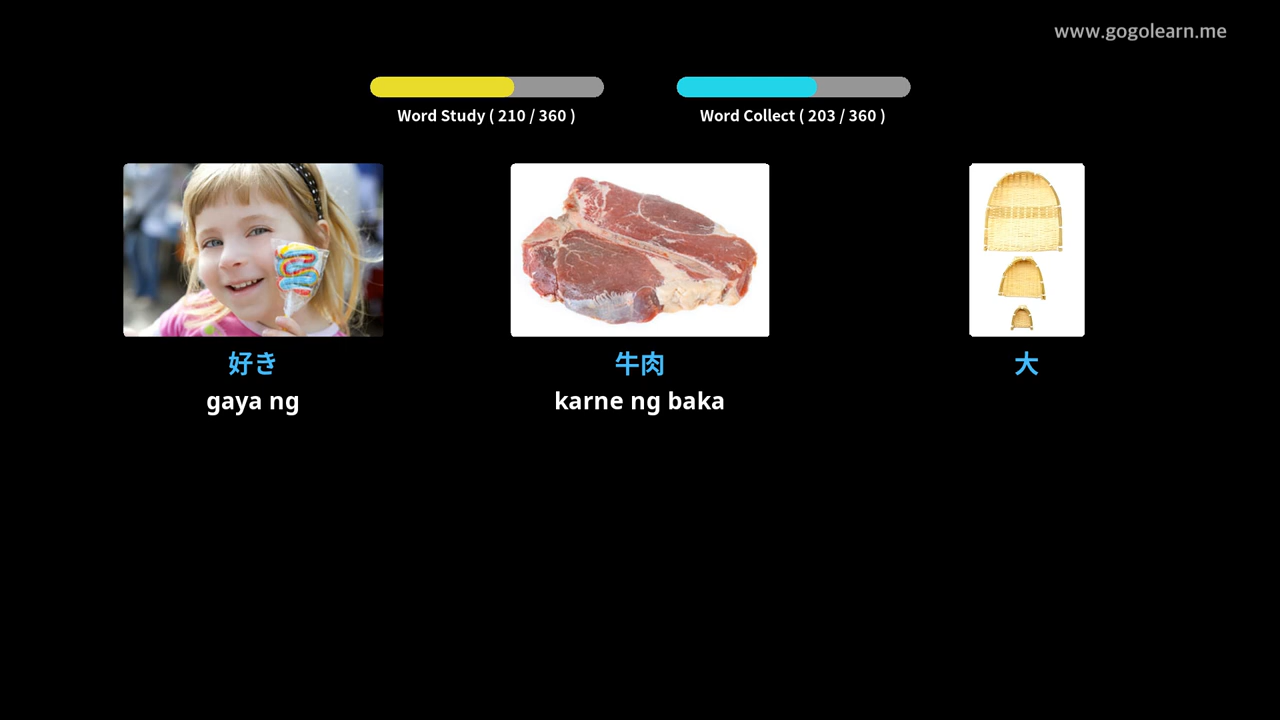 www.gogolearn.me
Word Study ( 210 / 360 )
Word Collect ( 203 / 360 )
好き
gaya ng
牛肉
karne ng baka
大